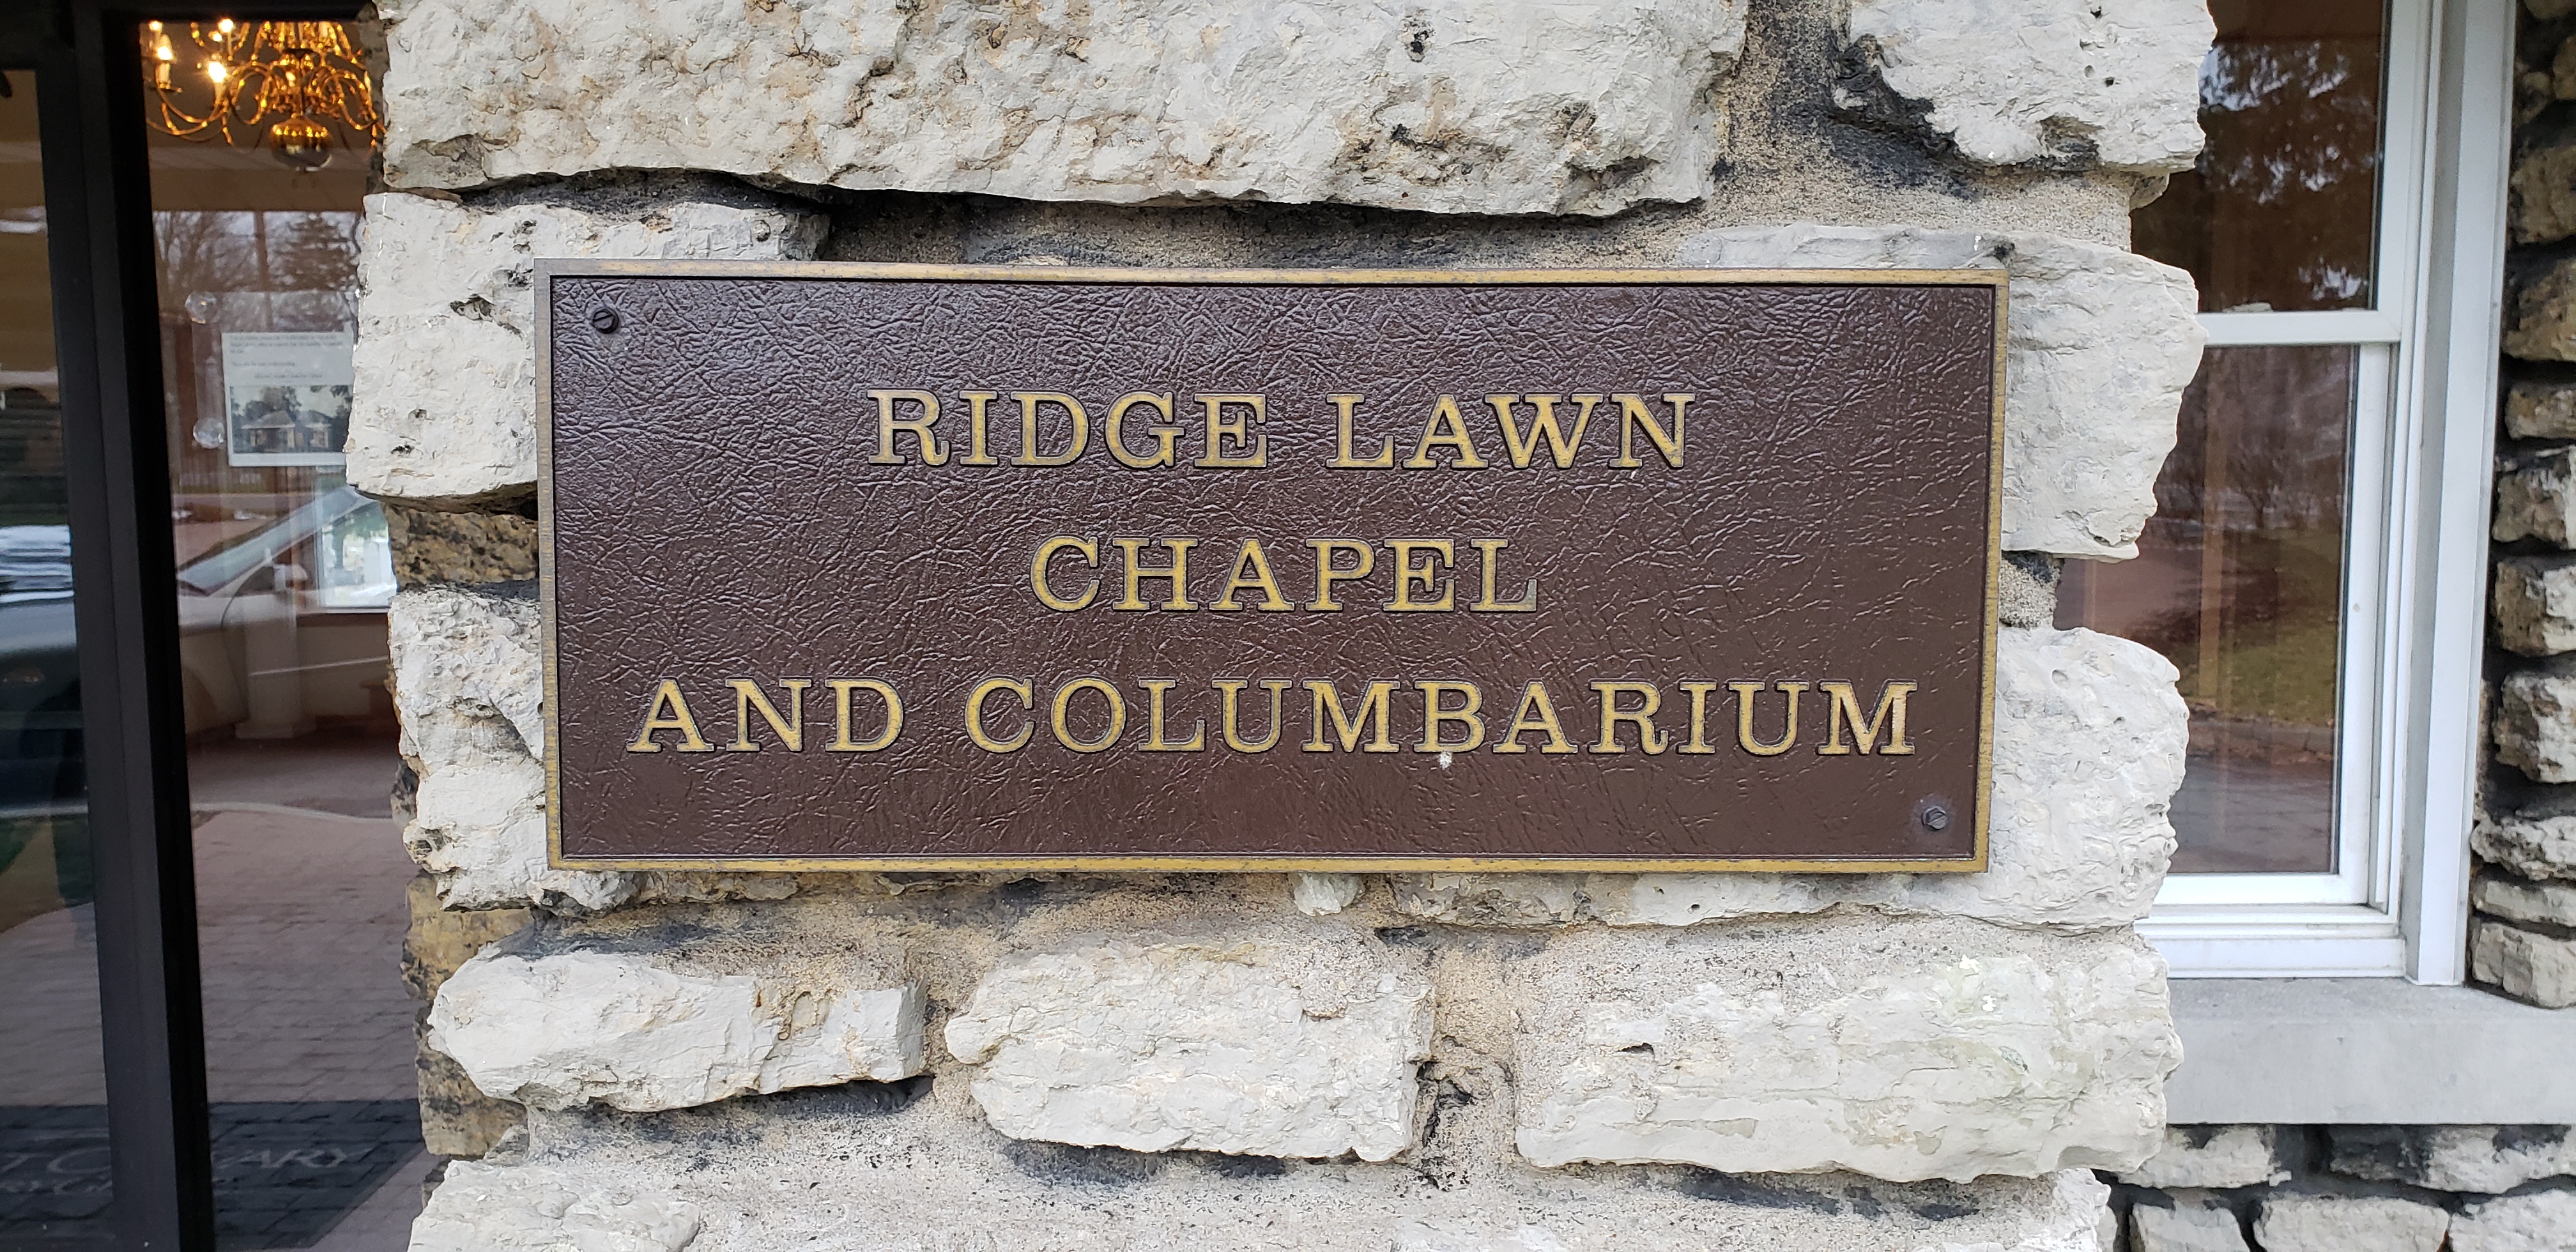 RIDGE LAWN
CHAPEL
AND COLUMBARIUM